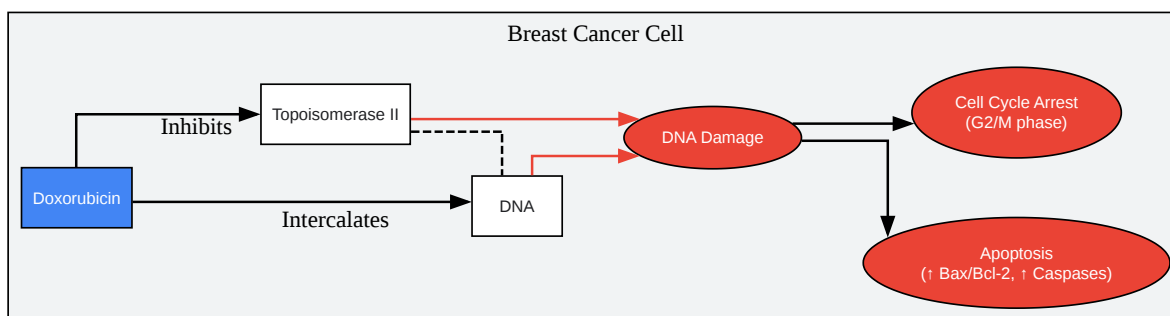 Breast Cancer Cell
Topoisomerase II
Inhibits
Doxorubicin
Intercalates
DNA
DNA Damage
Cell Cycle Arrest
(G2/M phase)
Apoptosis
(↑ Bax/Bcl-2, ↑ Caspases)